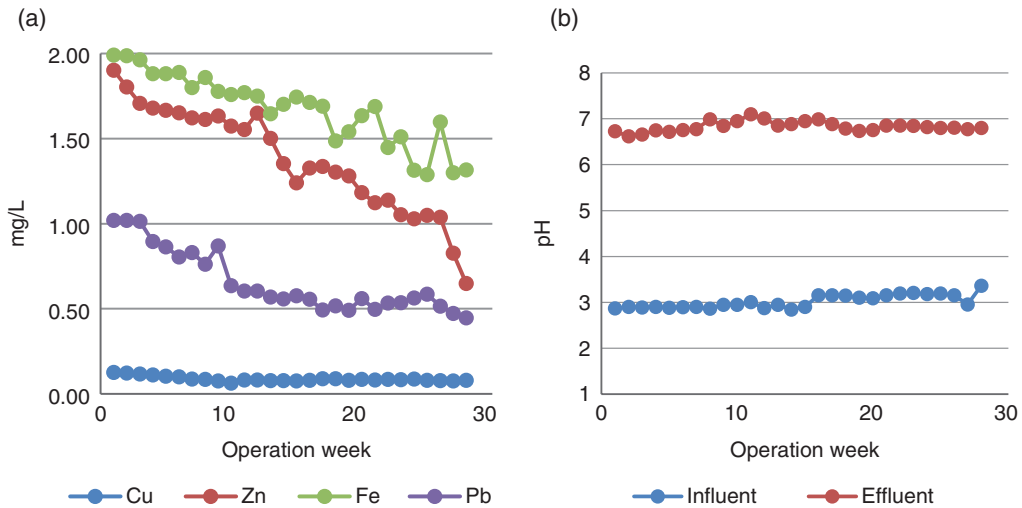 (a)
2.00
1.50
1.00
0.50
0.00
mg/L
0 10 20 30
Operation week
Cu Zn Fe Pb
(b)
8
7
6
5
4
3
2
1
pH
0 10 20 30
Operation week
Influent Effluent